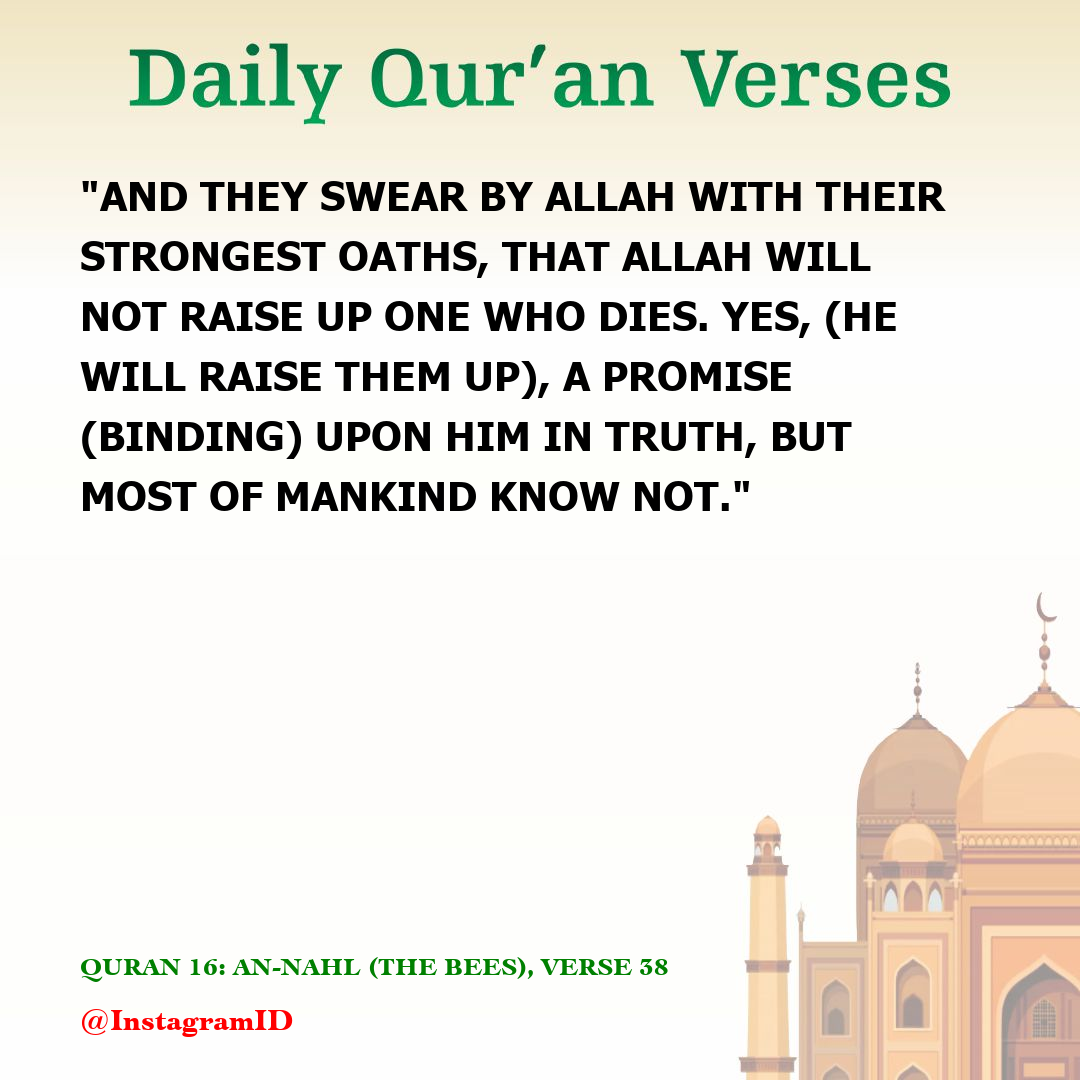 Daily Qur'an Verses
"AND THEY SWEAR BY ALLAH WITH THEIR
STRONGEST OATHS, THAT ALLAH WILL
NOT RAISE UP ONE WHO DIES. YES, (HE
WILL RAISE THEM UP), A PROMISE
(BINDING) UPON HIM IN TRUTH, BUT
MOST OF MANKIND KNOW NOT."
QURAN 16: AN-NAHL (THE BEES), VERSE 38
@InstagramID